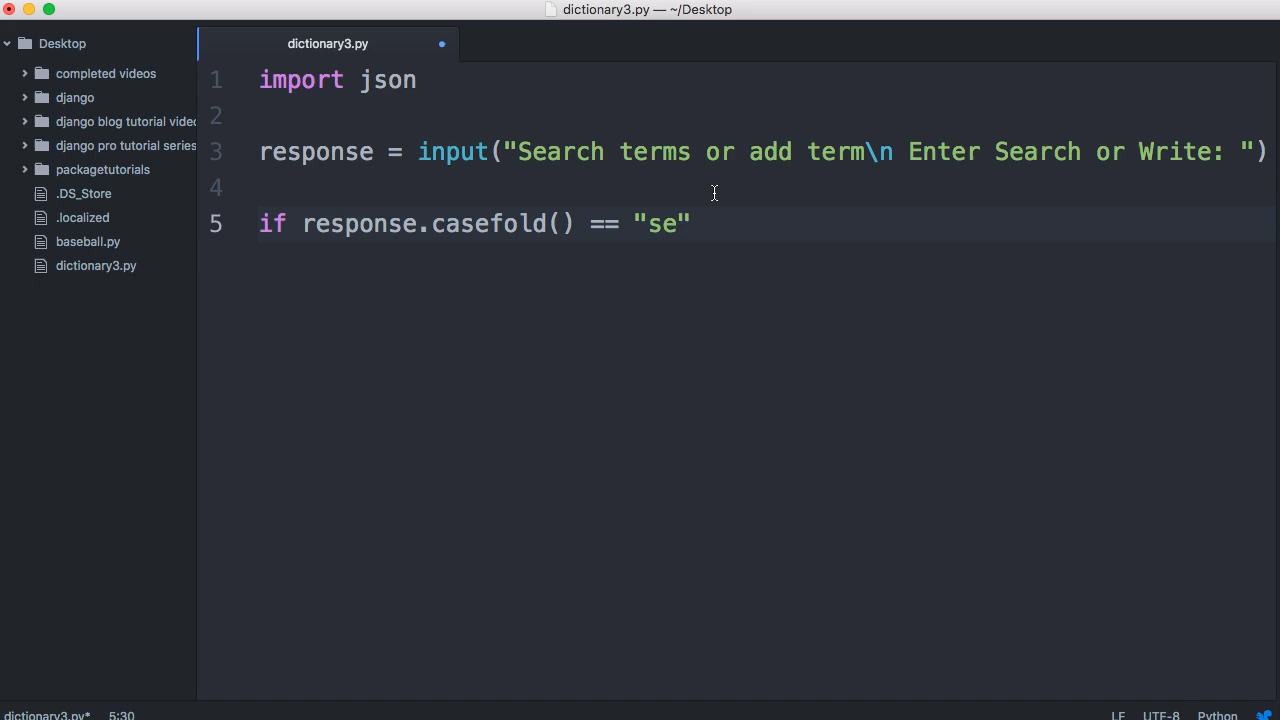 dictionary3.py — ~/Desktop
Desktop
completed videos
django
django blog tutorial
django pro tutorial series
packagetutorials
.DS_Store
.localized
baseball.py
dictionary3.py
dictionary3.py
1 import json
2
3 response = input("Search terms or add term\n Enter Search or Write: ")
4
5 if response.casefold() == "se"
dictionary3.py* 5:30
LF UTF-8 Python